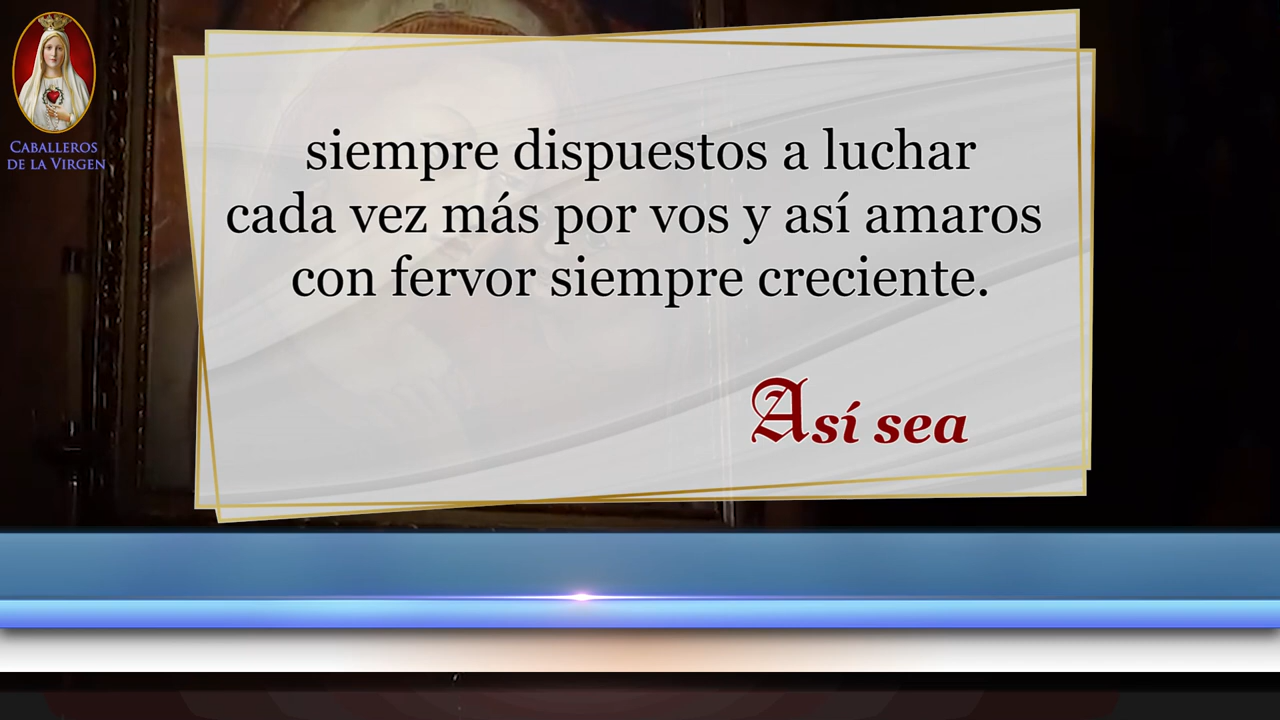 CABALLEROS
DE LA VIRGEN
siempre dispuestos a luchar
cada vez más por vos y así amaros
con fervor siempre creciente.
Así sea